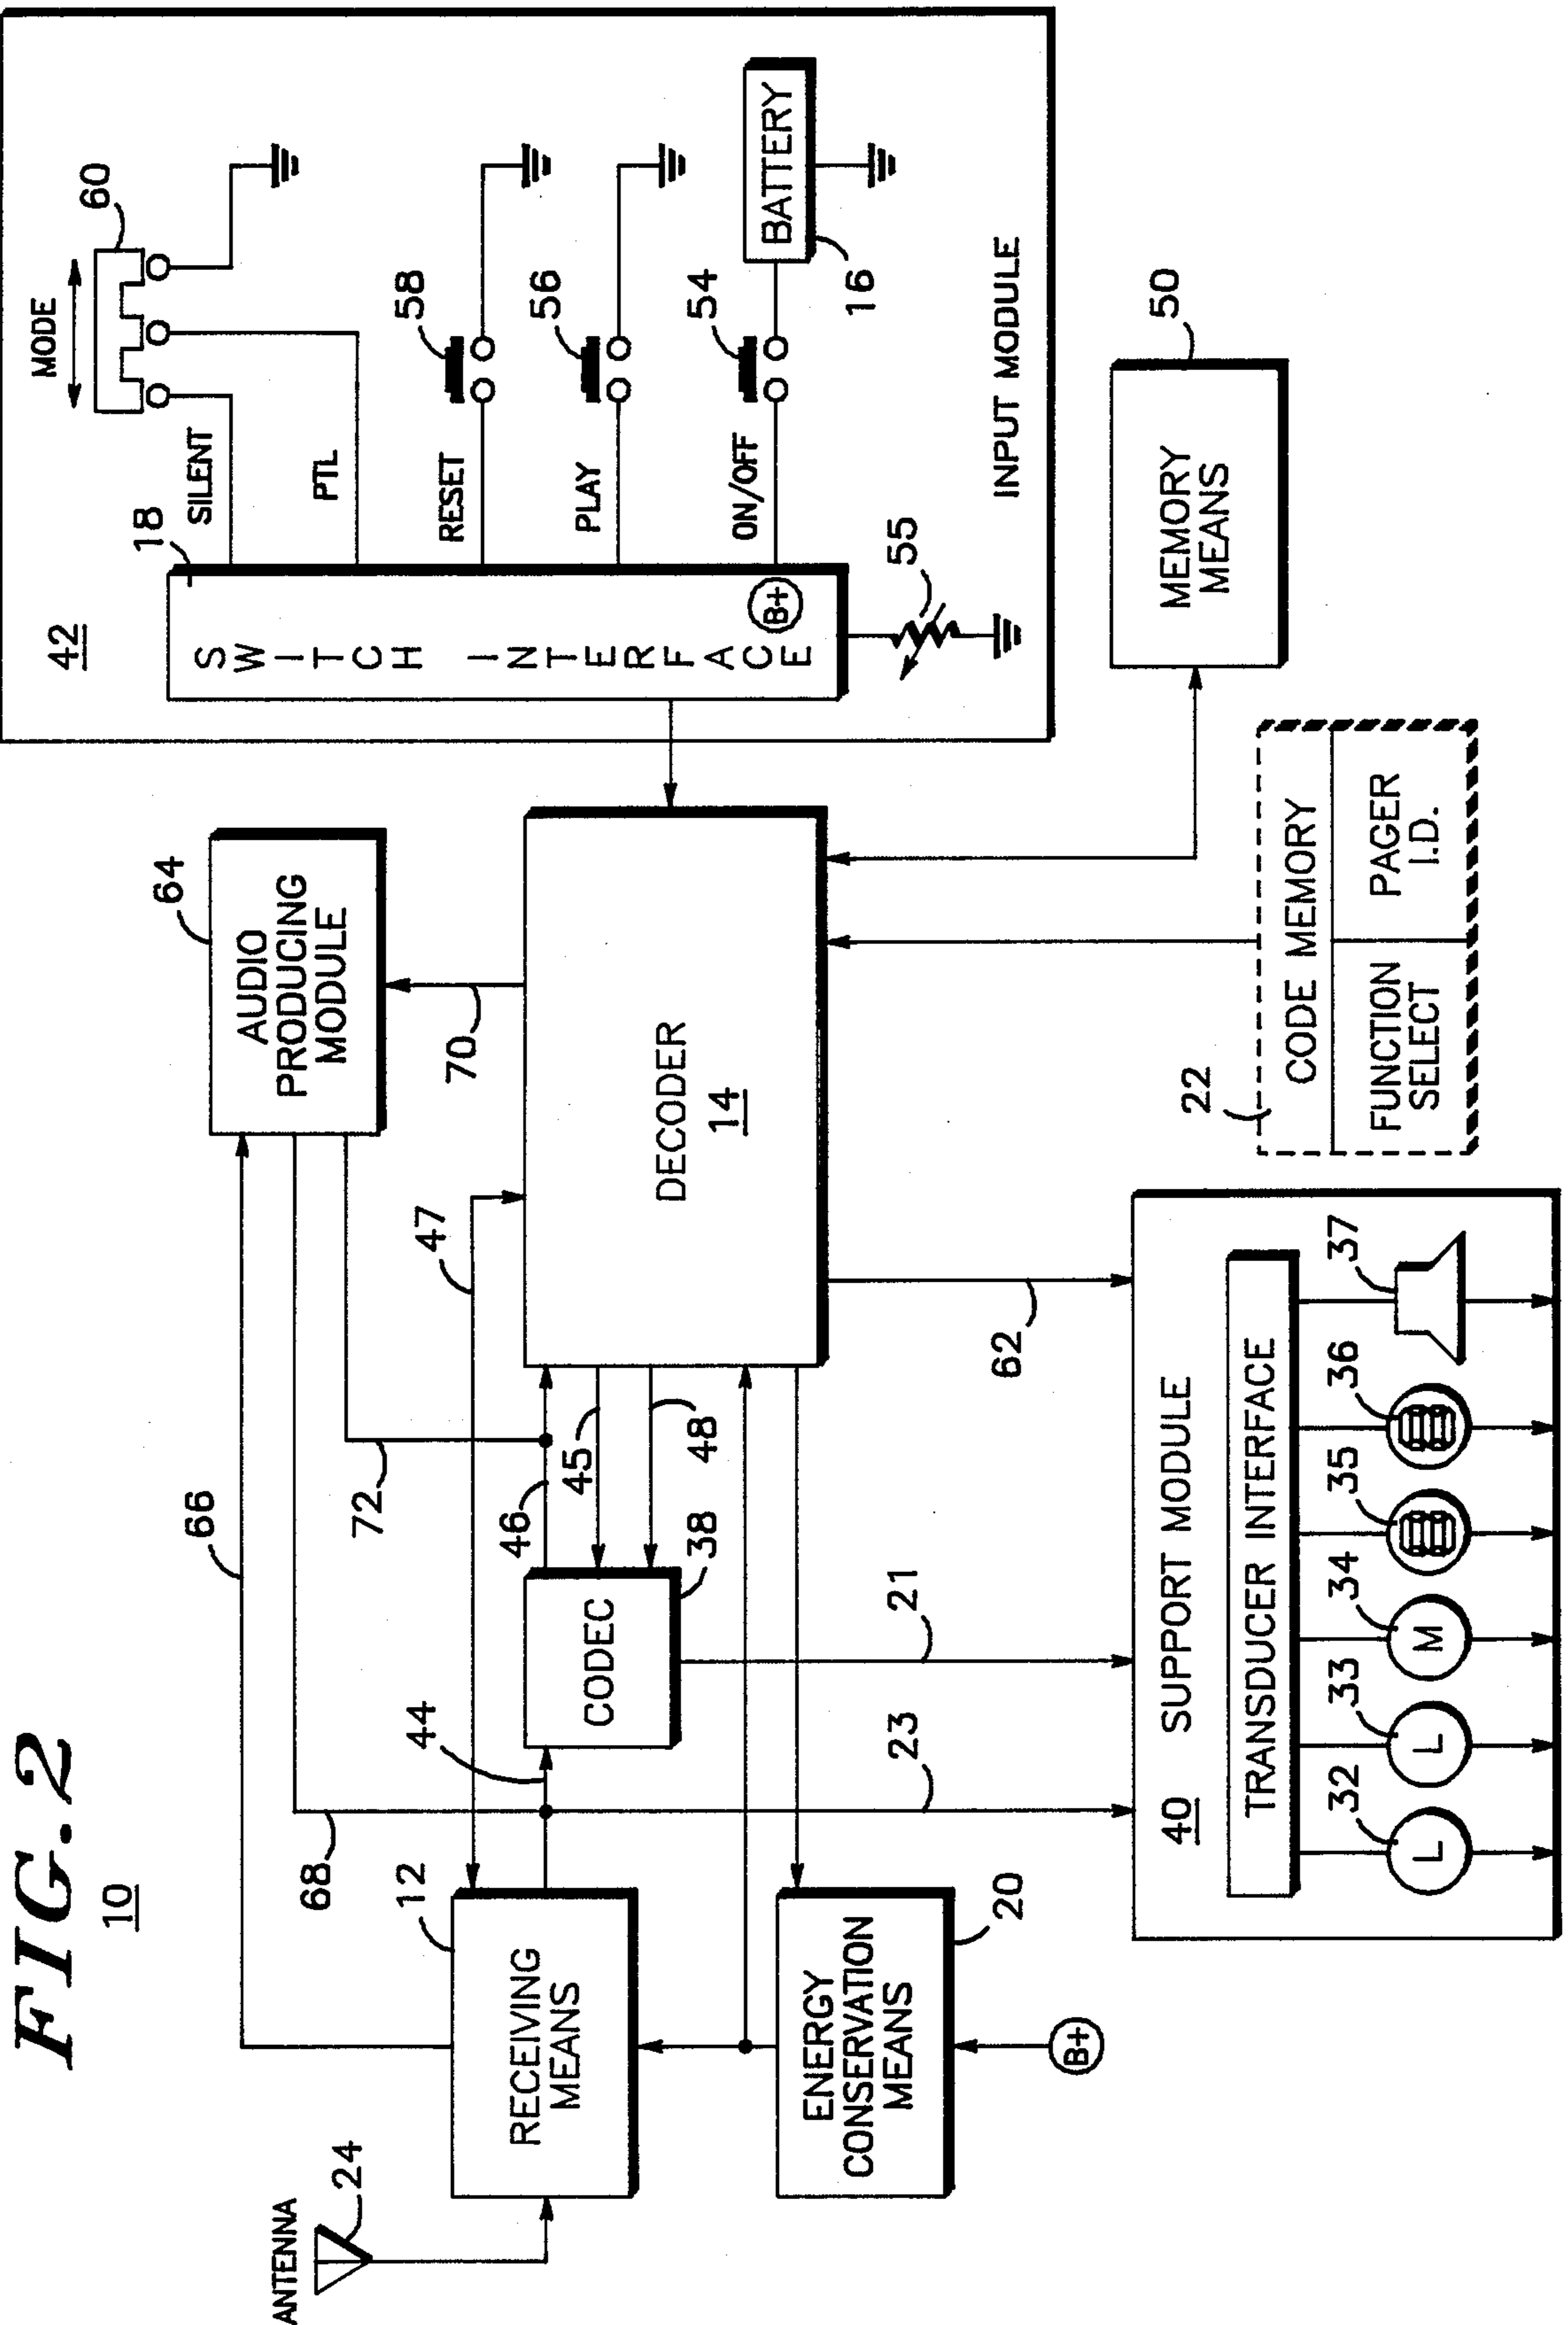 FIG. 2
10
ANTENNA
24
RECEIVING
MEANS
12
ENERGY
CONSERVATION
MEANS
20
B+
66
68
72
44
CODEC
38
46
45
48
47
21
23
62
AUDIO
PRODUCING
MODULE
64
70
DECODER
14
42
18
SWITCH INTERFACE
B+
55
SILENT
PTL
RESET
PLAY
ON/OFF
MODE
60
58
56
54
BATTERY
16
INPUT MODULE
MEMORY
MEANS
50
22
CODE MEMORY
FUNCTION
SELECT
PAGER
I.D.
40
SUPPORT MODULE
TRANSDUCER INTERFACE
32
33
34
35
36
37
L
L
M